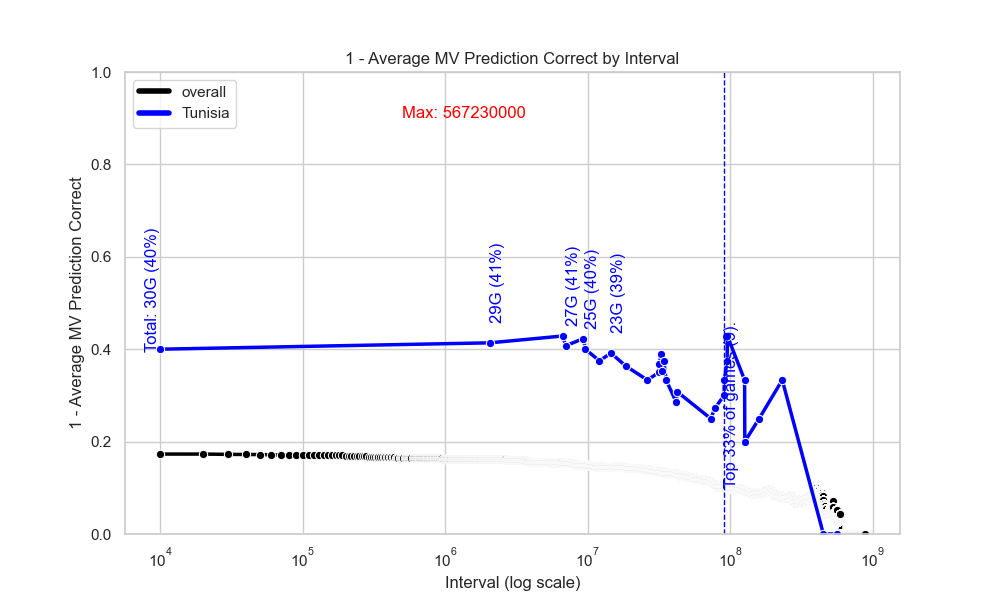 1 - Average MV Prediction Correct by Interval
overall
Tunisia
Max: 567230000
1 - Average MV Prediction Correct
1.0
0.8
0.6
0.4
0.2
0.0
Total: 30G (40%)
29G (41%)
27G (41%)
25G (40%)
23G (39%)
Top 33% of games (9).
10^4
10^5
10^6
10^7
10^8
10^9
Interval (log scale)